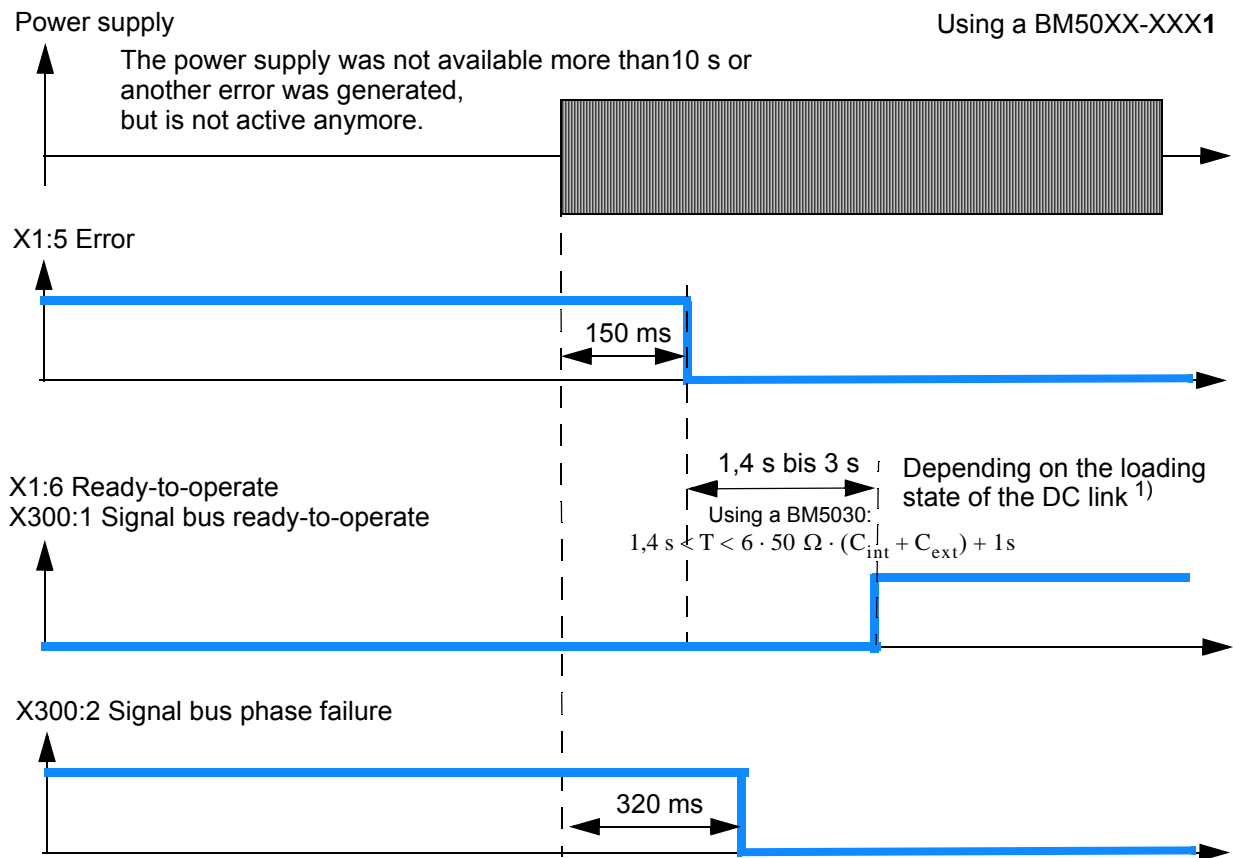 Power supply
Using a BM50XX-XXX1
The power supply was not available more than10 s or
another error was generated,
but is not active anymore.
X1:5 Error
150 ms
1,4 s bis 3 s
Depending on the loading
state of the DC link 1)
X1:6 Ready-to-operate
X300:1 Signal bus ready-to-operate
Using a BM5030:
1,4 s < T < 6 · 50 Ω · (C_int + C_ext) + 1s
X300:2 Signal bus phase failure
320 ms